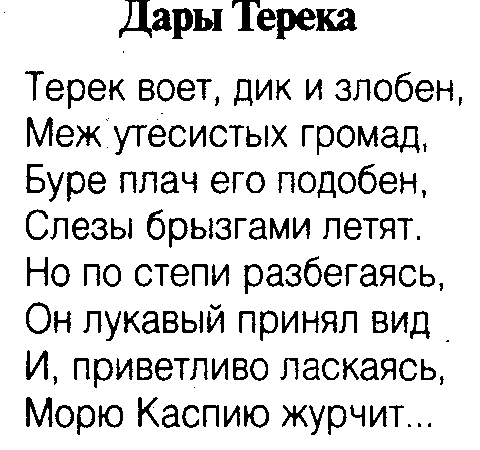 Дары Терека
Терек воет, дик и злобен,
Меж утесистых громад,
Буре плач его подобен,
Слезы брызгами летят.
Но по степи разбегаясь,
Он лукавый принял вид
И, приветливо ласкаясь,
Морю Каспию журчит...